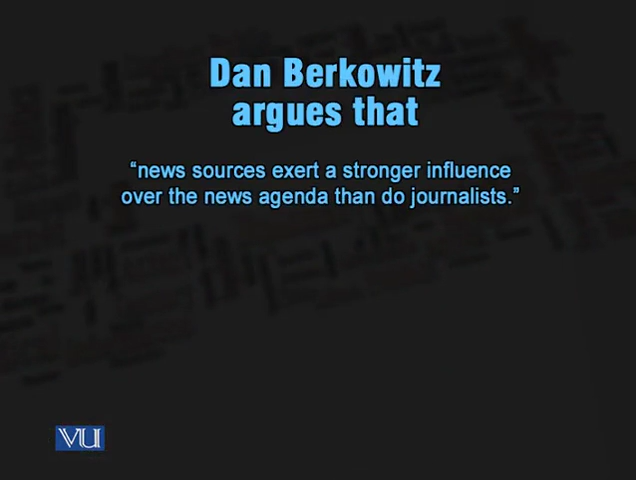 Dan Berkowitz
argues that
“news sources exert a stronger influence
over the news agenda than do journalists.”
VU